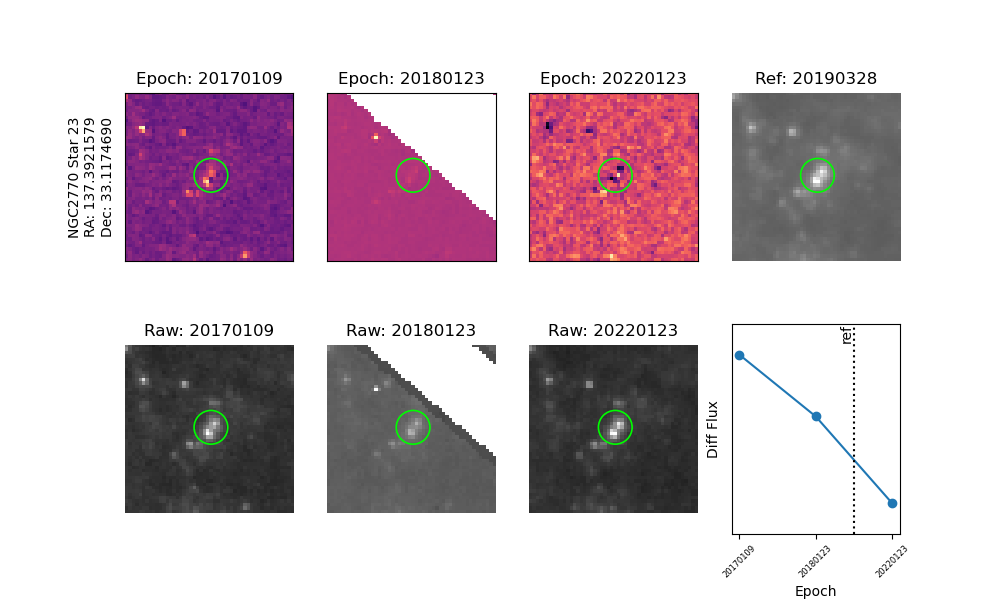 NGC2770 Star 23
RA: 137.3921579
Dec: 33.1174690
Epoch: 20170109
Epoch: 20180123
Epoch: 20220123
Ref: 20190328
Raw: 20170109
Raw: 20180123
Raw: 20220123
ref
Diff Flux
20170109
20180123
20220123
Epoch